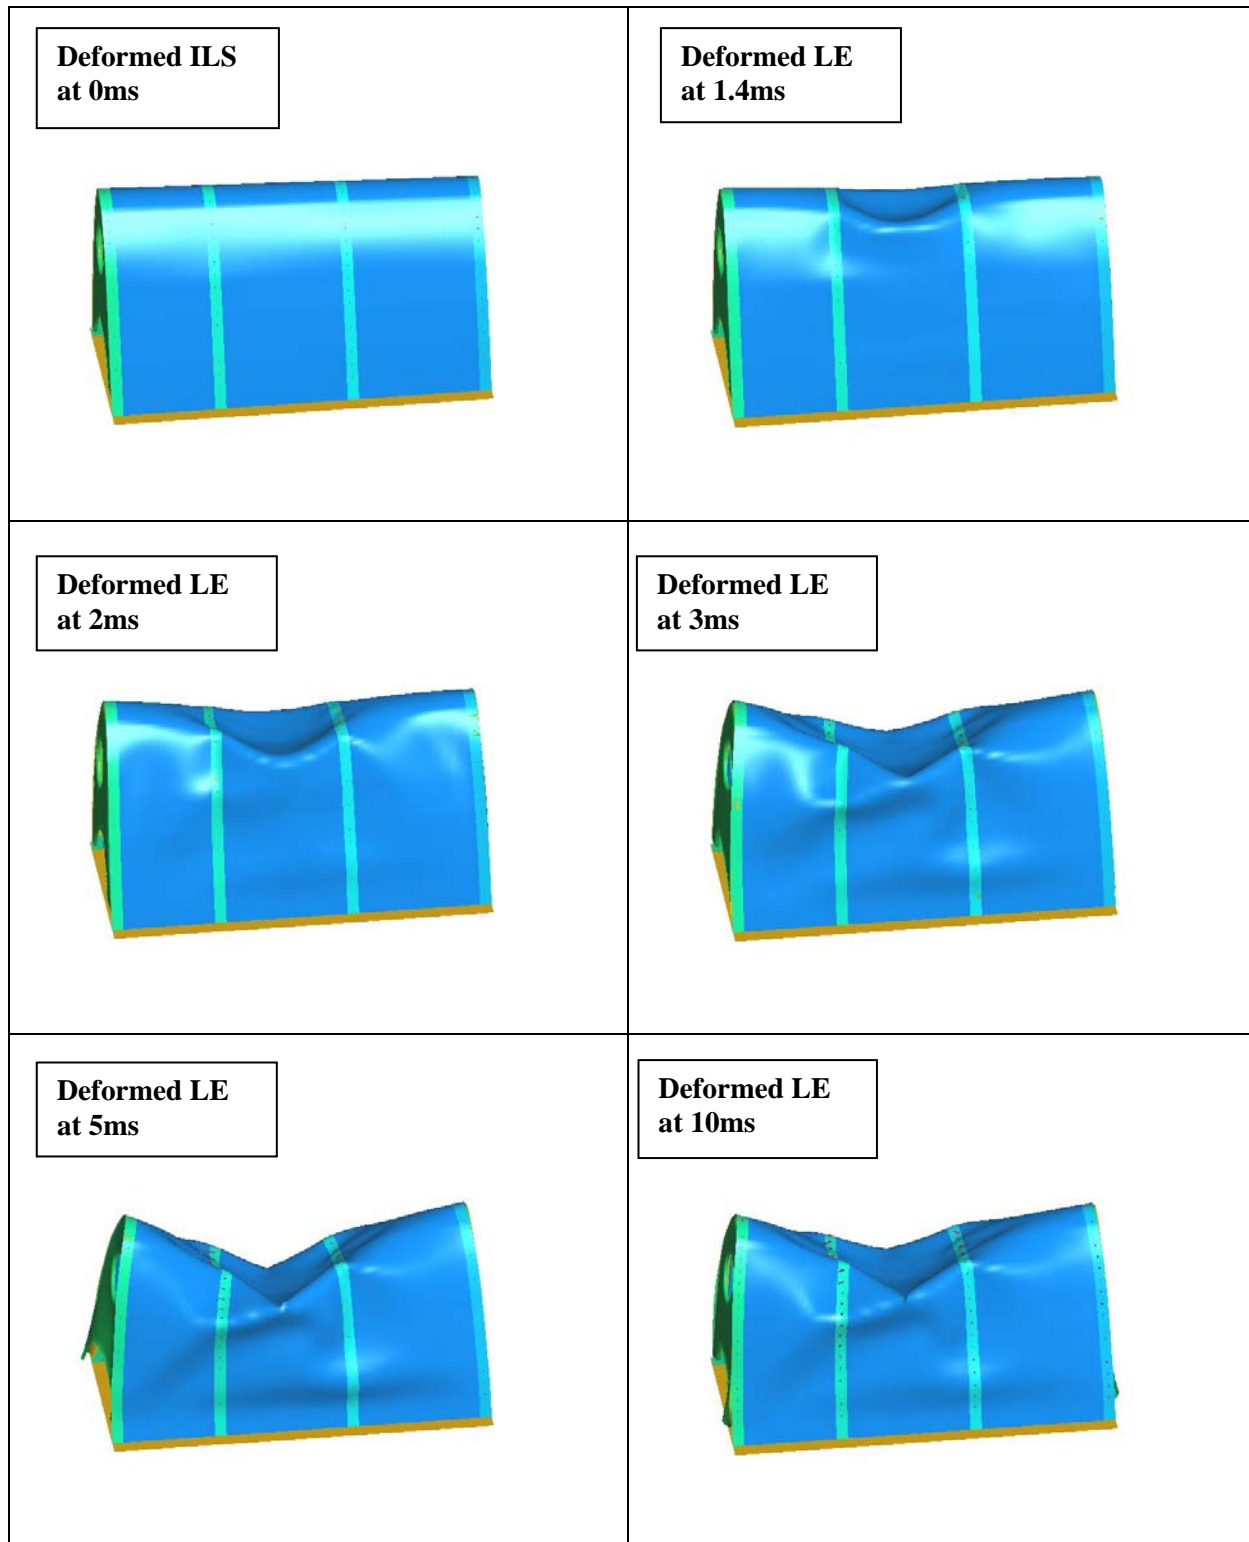 Deformed ILS
at 0ms
Deformed LE
at 1.4ms
Deformed LE
at 2ms
Deformed LE
at 3ms
Deformed LE
at 5ms
Deformed LE
at 10ms